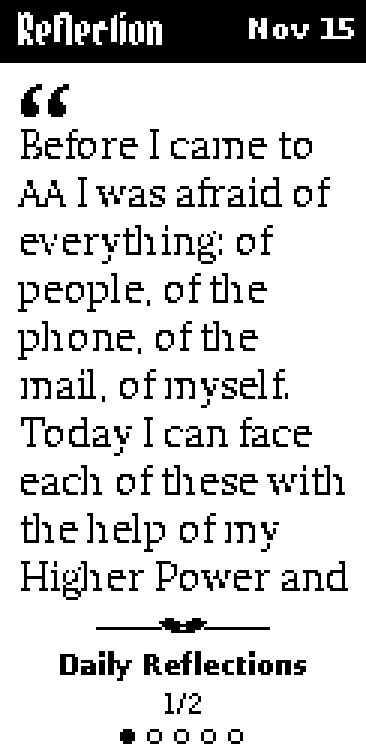 Reflection Nov 15
“
Before I came to
AA I was afraid of
everything: of
people, of the
phone, of the
mail, of myself.
Today I can face
each of these with
the help of my
Higher Power and
Daily Reflections
1/2